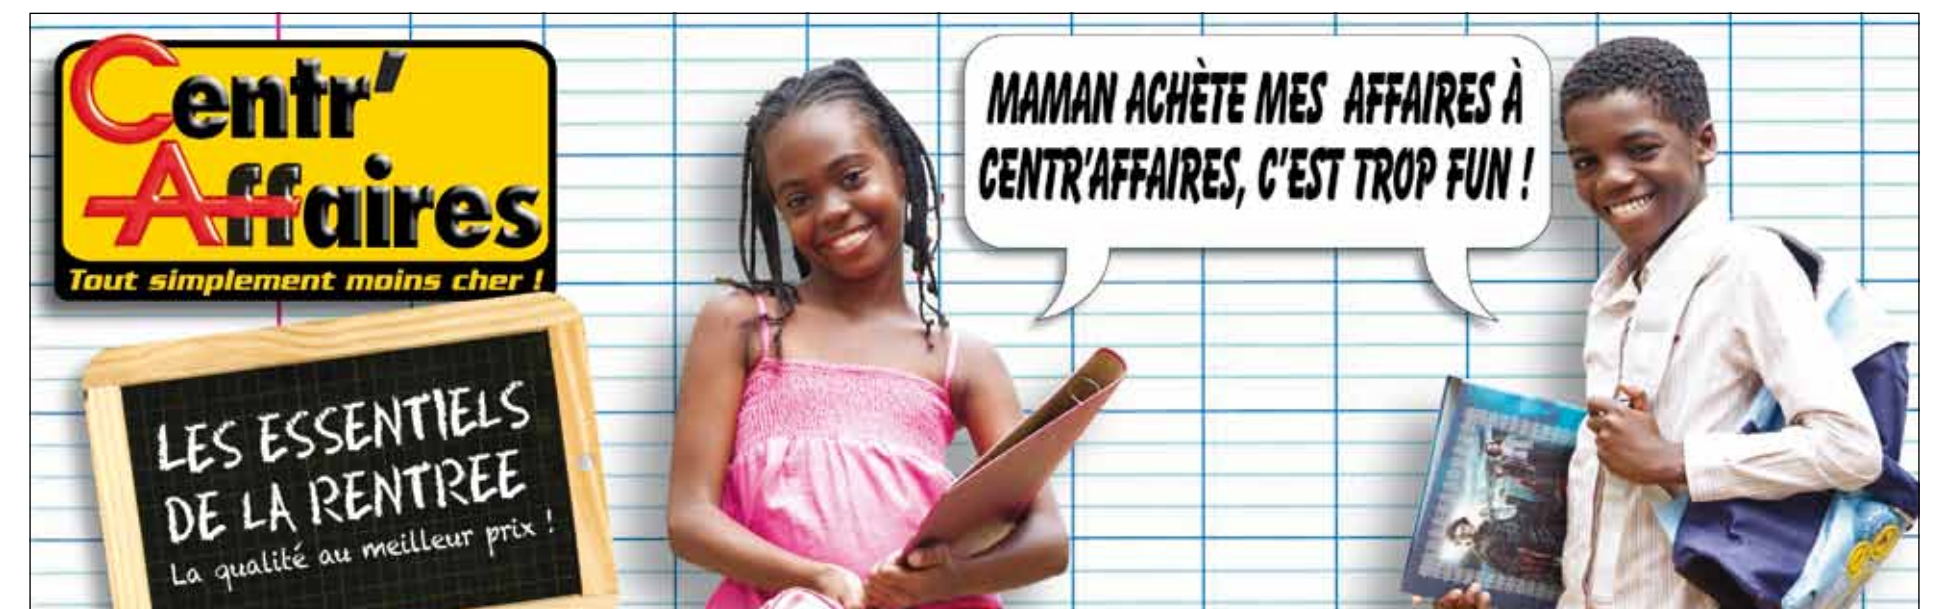 Centr'
Affaires
Tout simplement moins cher !
LES ESSENTIELS
DE LA RENTREE
La qualité au meilleur prix !
MAMAN ACHÈTE MES AFFAIRES À
CENTR'AFFAIRES, C'EST TROP FUN !